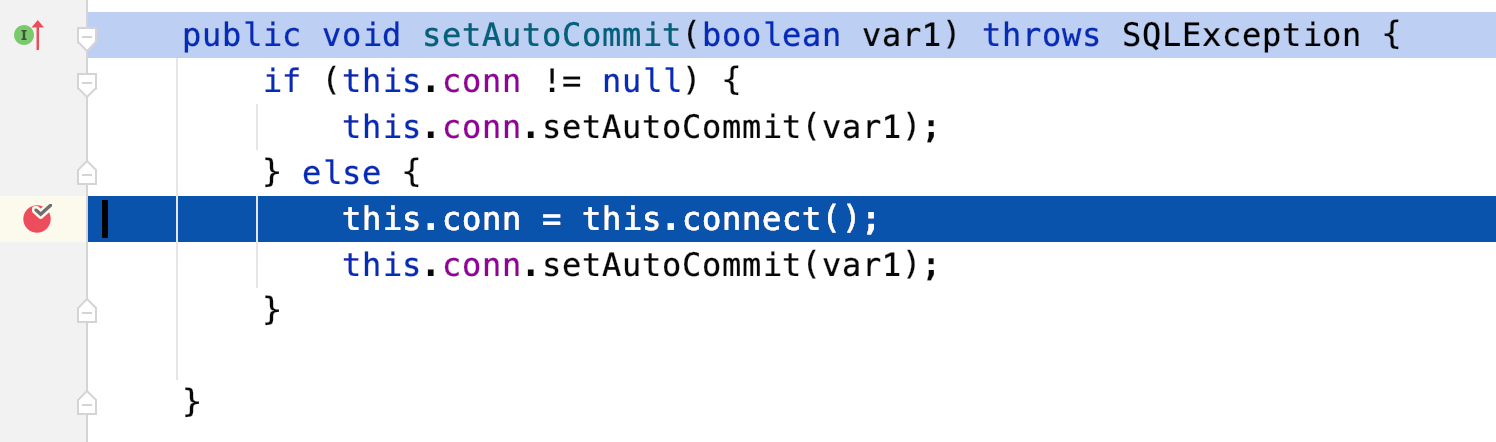 I
public void setAutoCommit(boolean var1) throws SQLException {
if (this.conn != null) {
this.conn.setAutoCommit(var1);
} else {
this.conn = this.connect();
this.conn.setAutoCommit(var1);
}
}